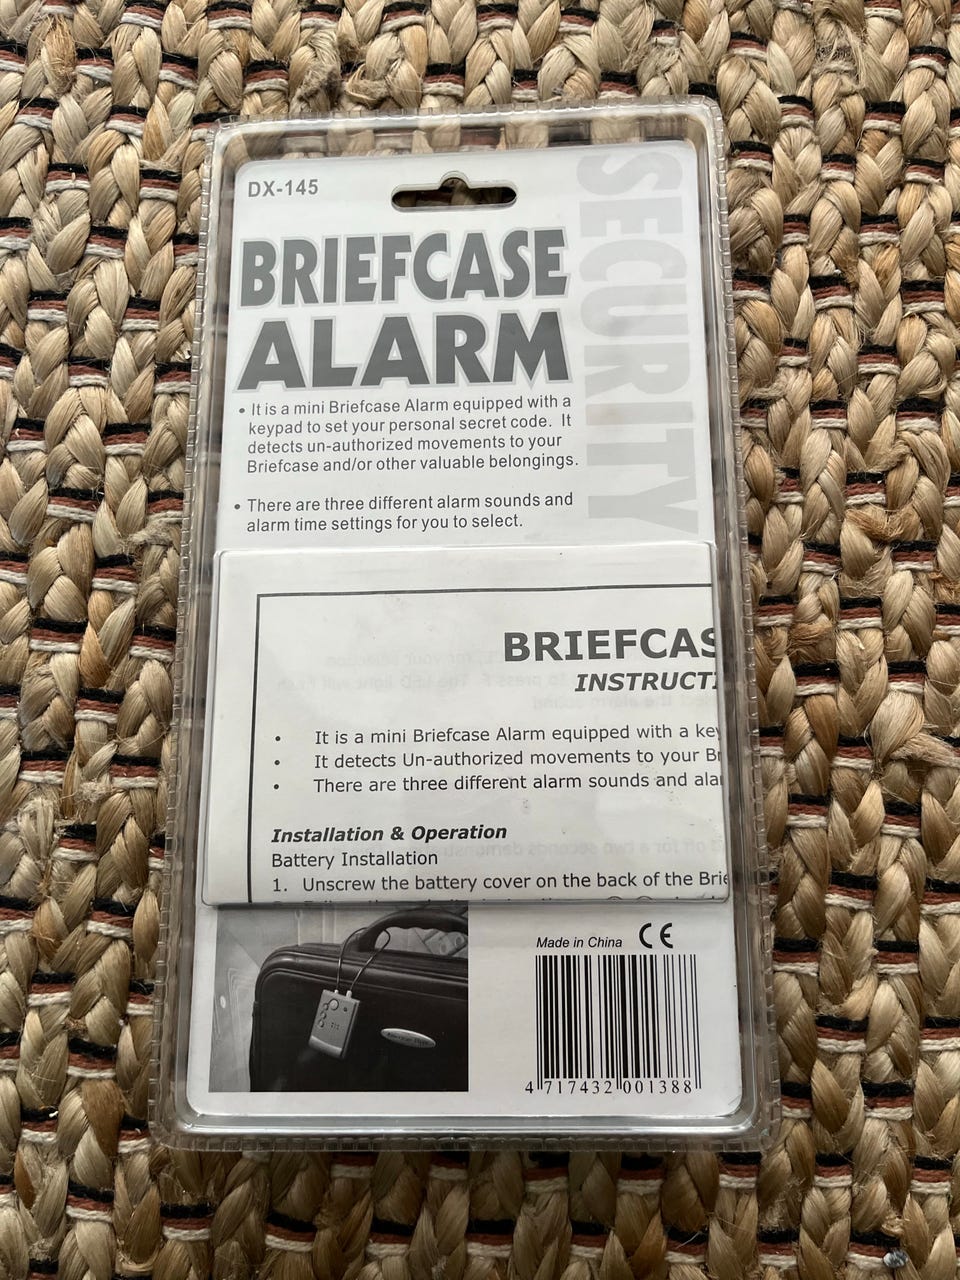 DX-145
SECURITY
BRIEFCASE
ALARM
• It is a mini Briefcase Alarm equipped with a
keypad to set your personal secret code. It
detects un-authorized movements to your
Briefcase and/or other valuable belongings.
• There are three different alarm sounds and
alarm time settings for you to select.
BRIEFCAS
INSTRUCTI
• It is a mini Briefcase Alarm equipped with a key
• It detects Un-authorized movements to your Br
• There are three different alarm sounds and alar
Installation & Operation
Battery Installation
1. Unscrew the battery cover on the back of the Brie
Made in China CE
4 717432 001388